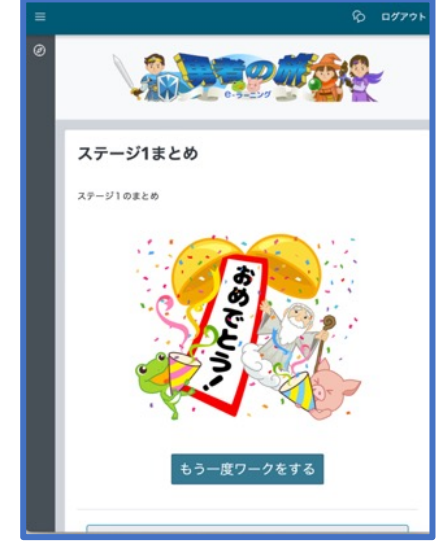 ログアウト
勇者の旅
e-ラーニング
ステージ1まとめ
ステージ1のまとめ
おめでとう!
もう一度ワークをする